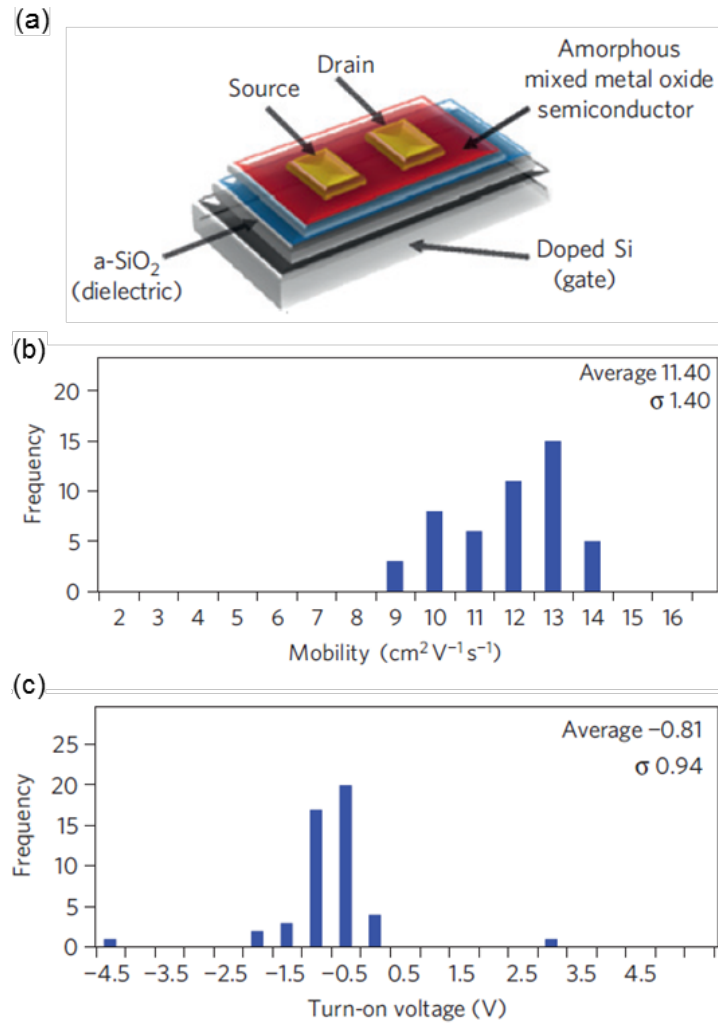 (a)
Amorphous
mixed metal oxide
semiconductor
Drain
Source
a-SiO₂
(dielectric)
Doped Si
(gate)
(b)
Average 11.40
σ 1.40
20
15
10
5
0
Frequency
2 3 4 5 6 7 8 9 10 11 12 13 14 15 16
Mobility (cm² V⁻¹ s⁻¹)
(c)
Average −0.81
σ 0.94
25
20
15
10
5
0
Frequency
−4.5 −3.5 −2.5 −1.5 −0.5 0.5 1.5 2.5 3.5 4.5
Turn-on voltage (V)